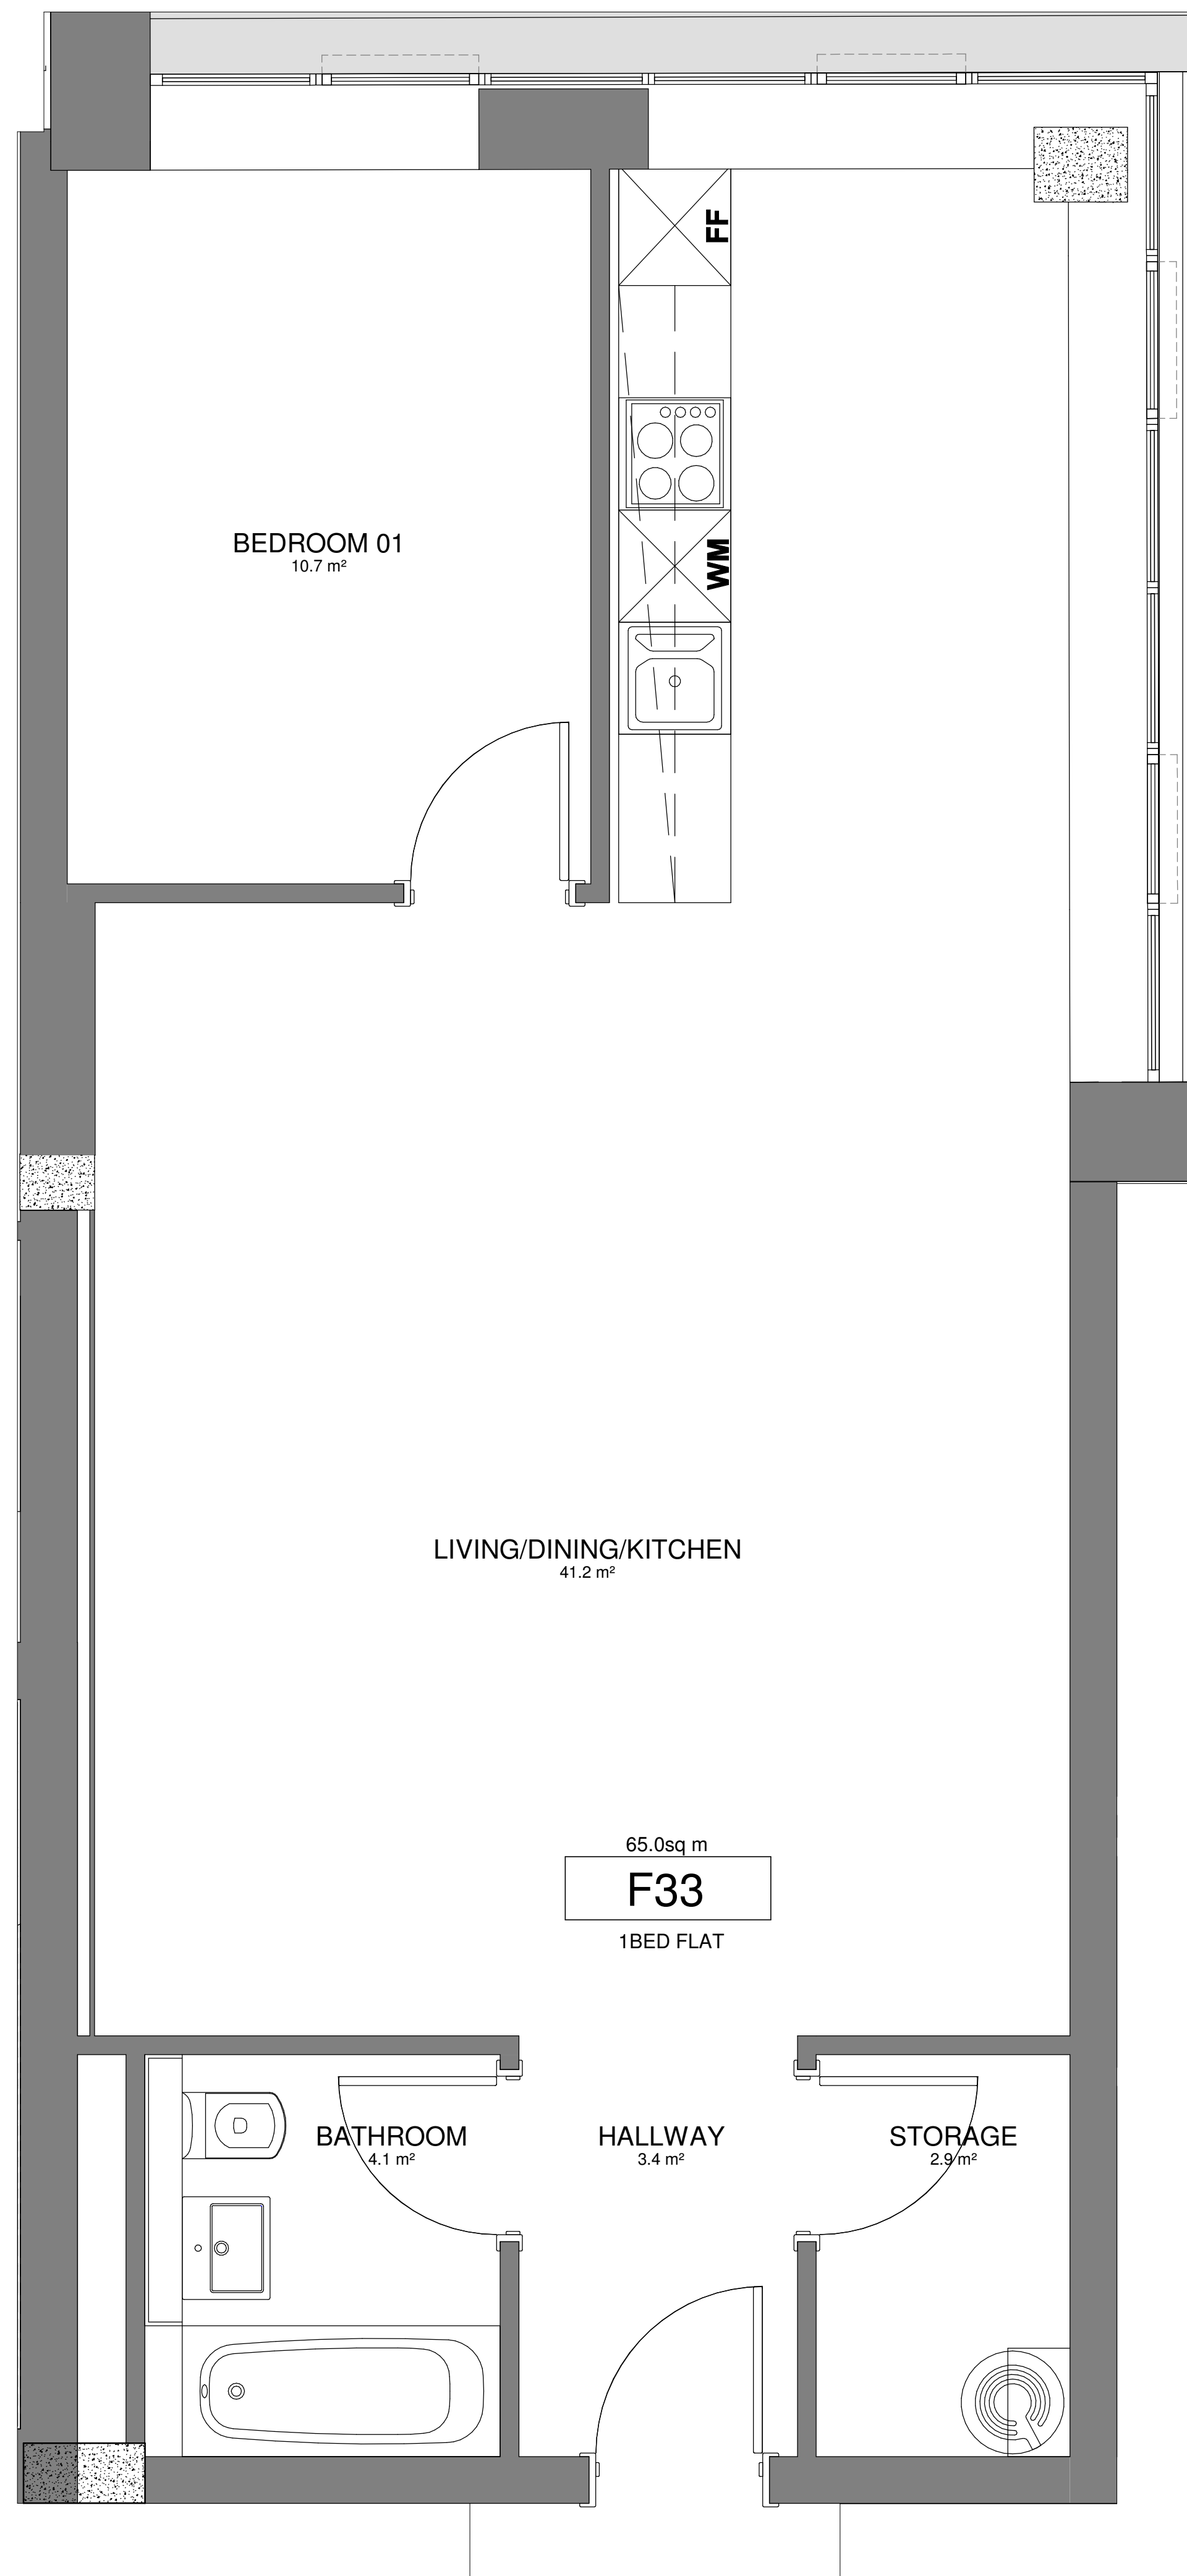 FF
WM
BEDROOM 01
10.7 m²
LIVING/DINING/KITCHEN
41.2 m²
65.0sq m
F33
1BED FLAT
BATHROOM
4.1 m²
HALLWAY
3.4 m²
STORAGE
2.9 m²